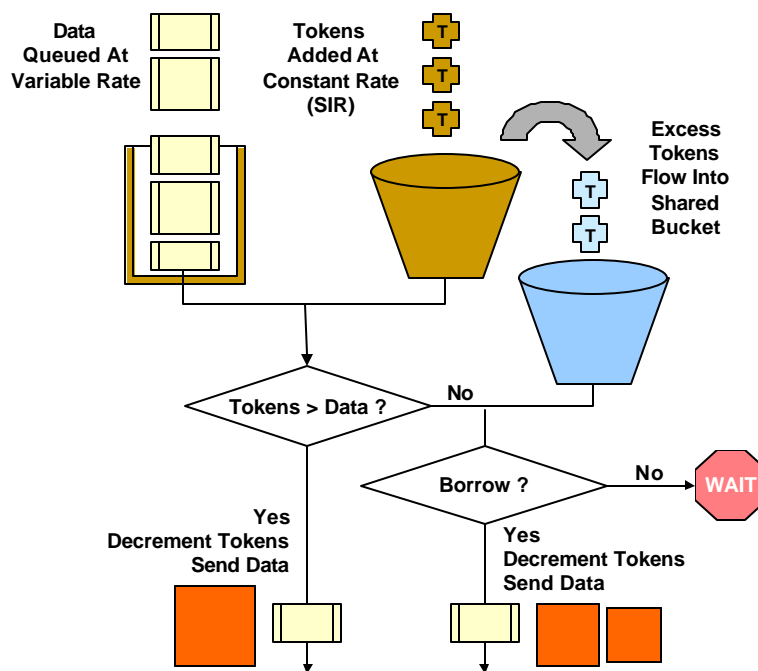 Data
Queued At
Variable Rate
Tokens
Added At
Constant Rate
(SIR)
T
T
T
Excess
Tokens
Flow Into
Shared
Bucket
T
T
Tokens > Data ?
No
Borrow ?
No
WAIT
Yes
Decrement Tokens
Send Data
Yes
Decrement Tokens
Send Data